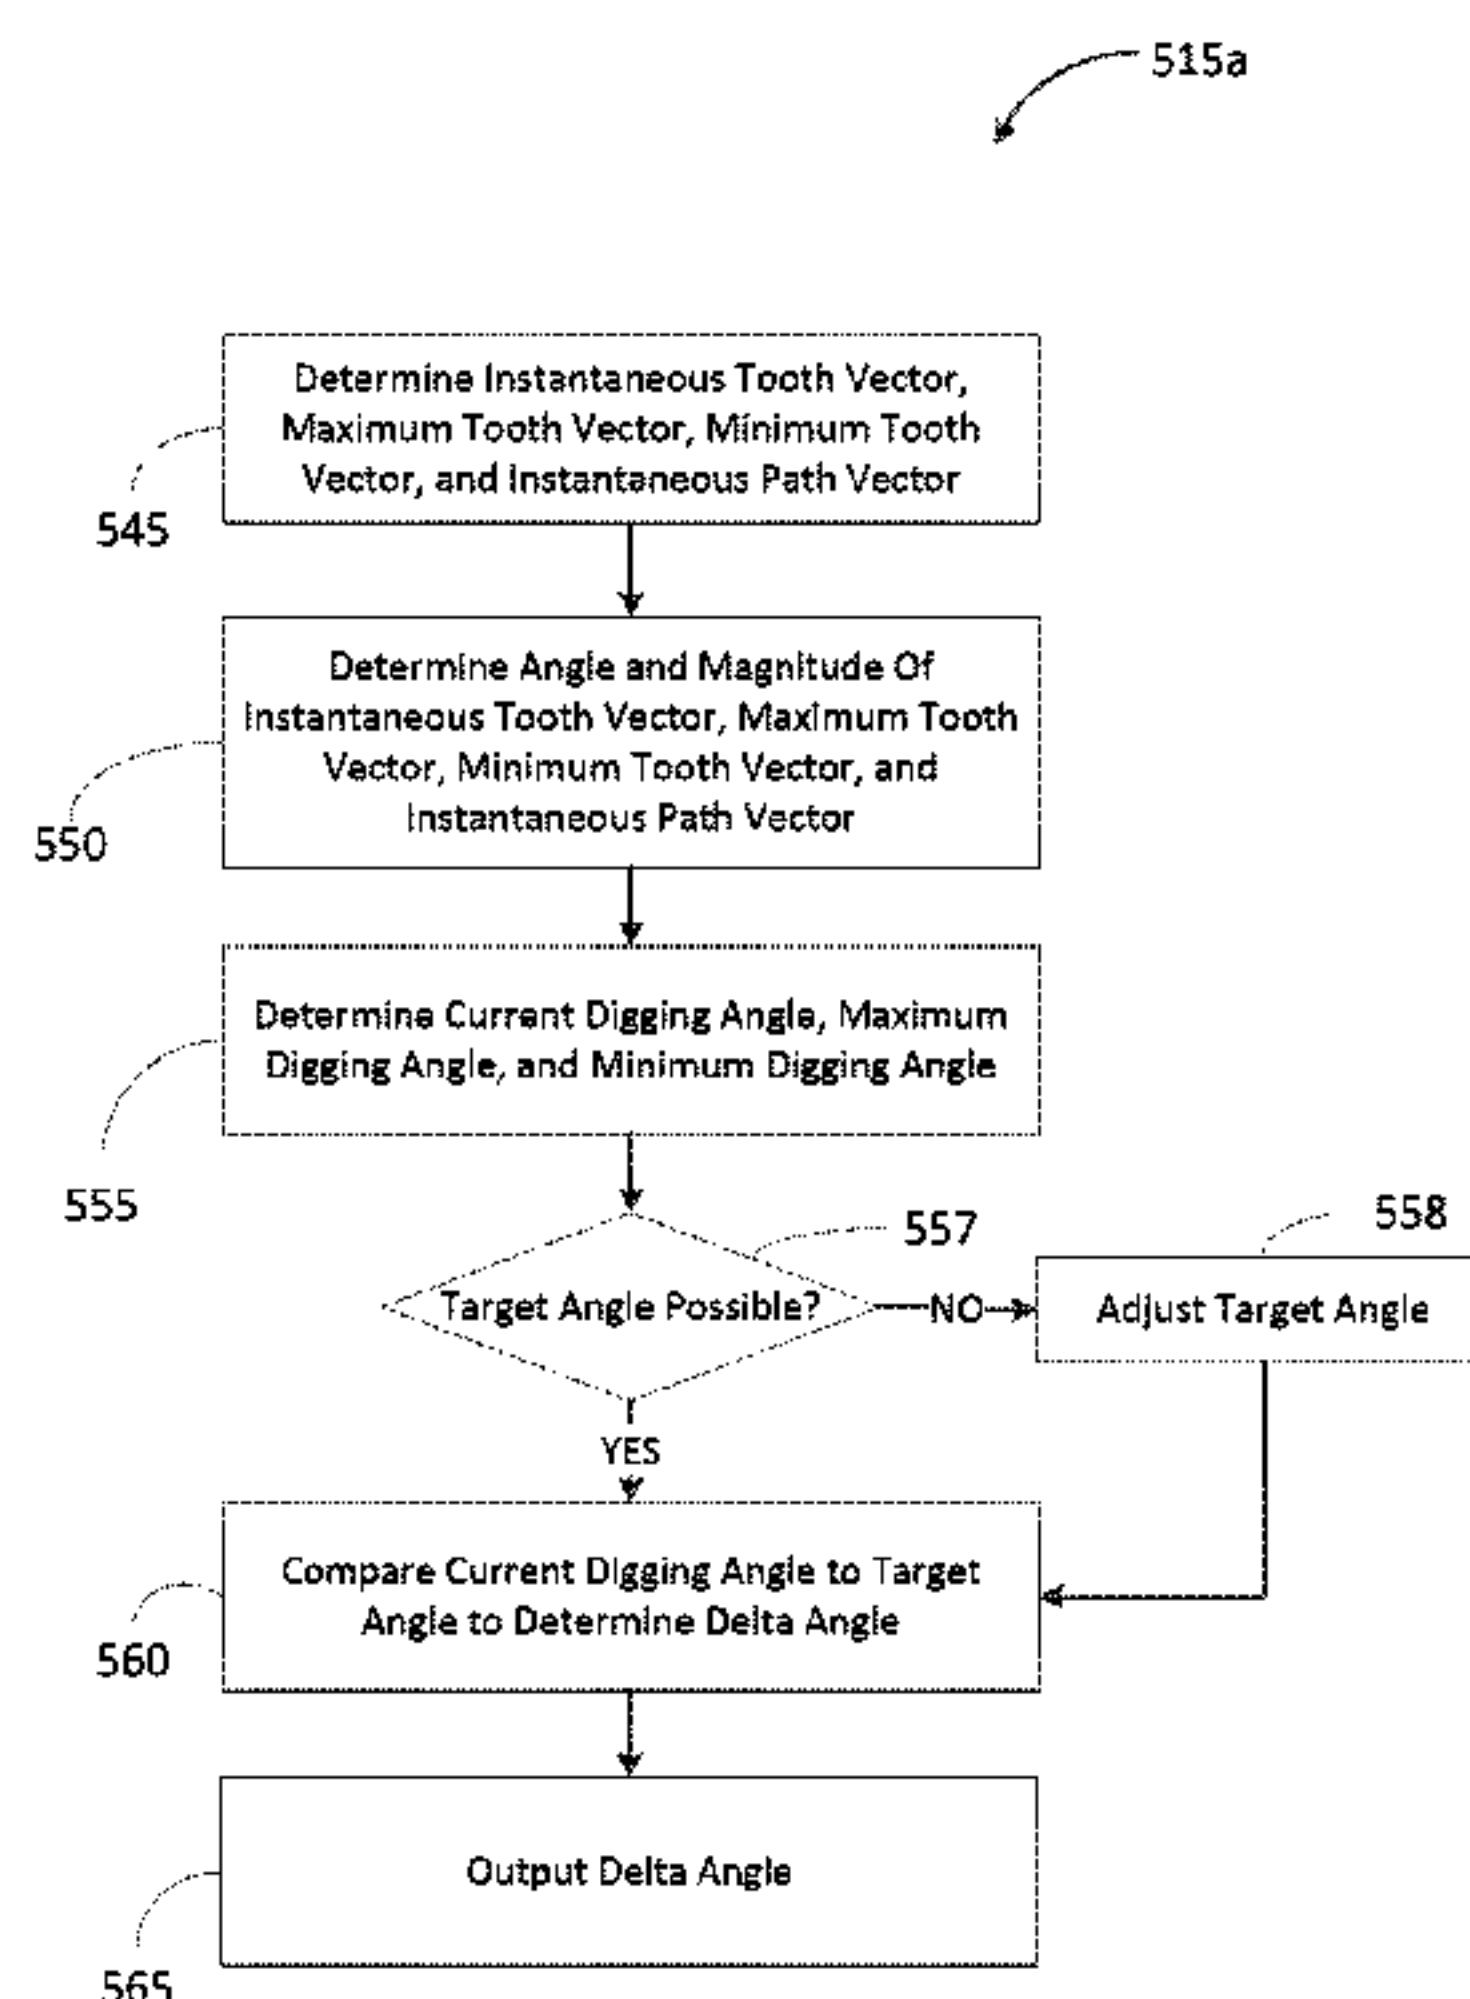 515a
Determine Instantaneous Tooth Vector,
Maximum Tooth Vector, Minimum Tooth
Vector, and Instantaneous Path Vector
545
Determine Angle and Magnitude Of
Instantaneous Tooth Vector, Maximum Tooth
Vector, Minimum Tooth Vector, and
Instantaneous Path Vector
550
Determine Current Digging Angle, Maximum
Digging Angle, and Minimum Digging Angle
555
557
558
Target Angle Possible?
NO
Adjust Target Angle
YES
Compare Current Digging Angle to Target
Angle to Determine Delta Angle
560
Output Delta Angle
565